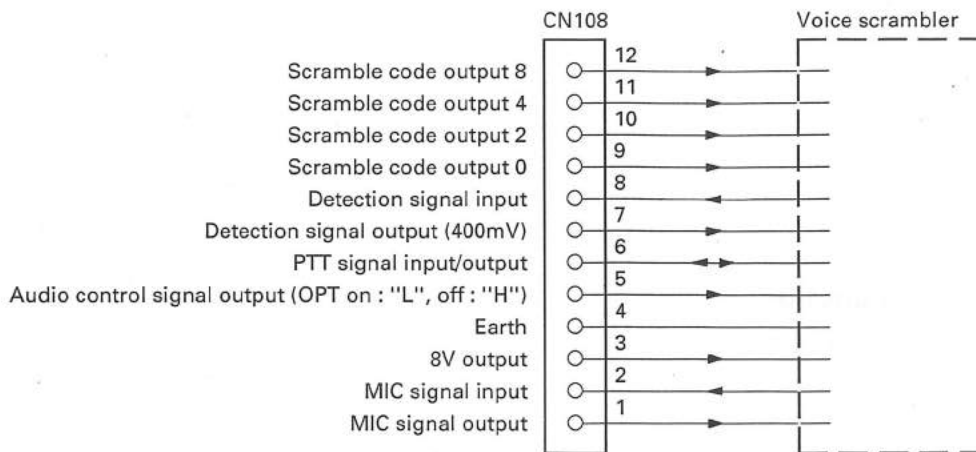 CN108 Voice scrambler
Scramble code output 8 12
Scramble code output 4 11
Scramble code output 2 10
Scramble code output 0 9
Detection signal input 8
Detection signal output (400mV) 7
PTT signal input/output 6
Audio control signal output (OPT on : "L", off : "H") 5
Earth 4
8V output 3
MIC signal input 2
MIC signal output 1